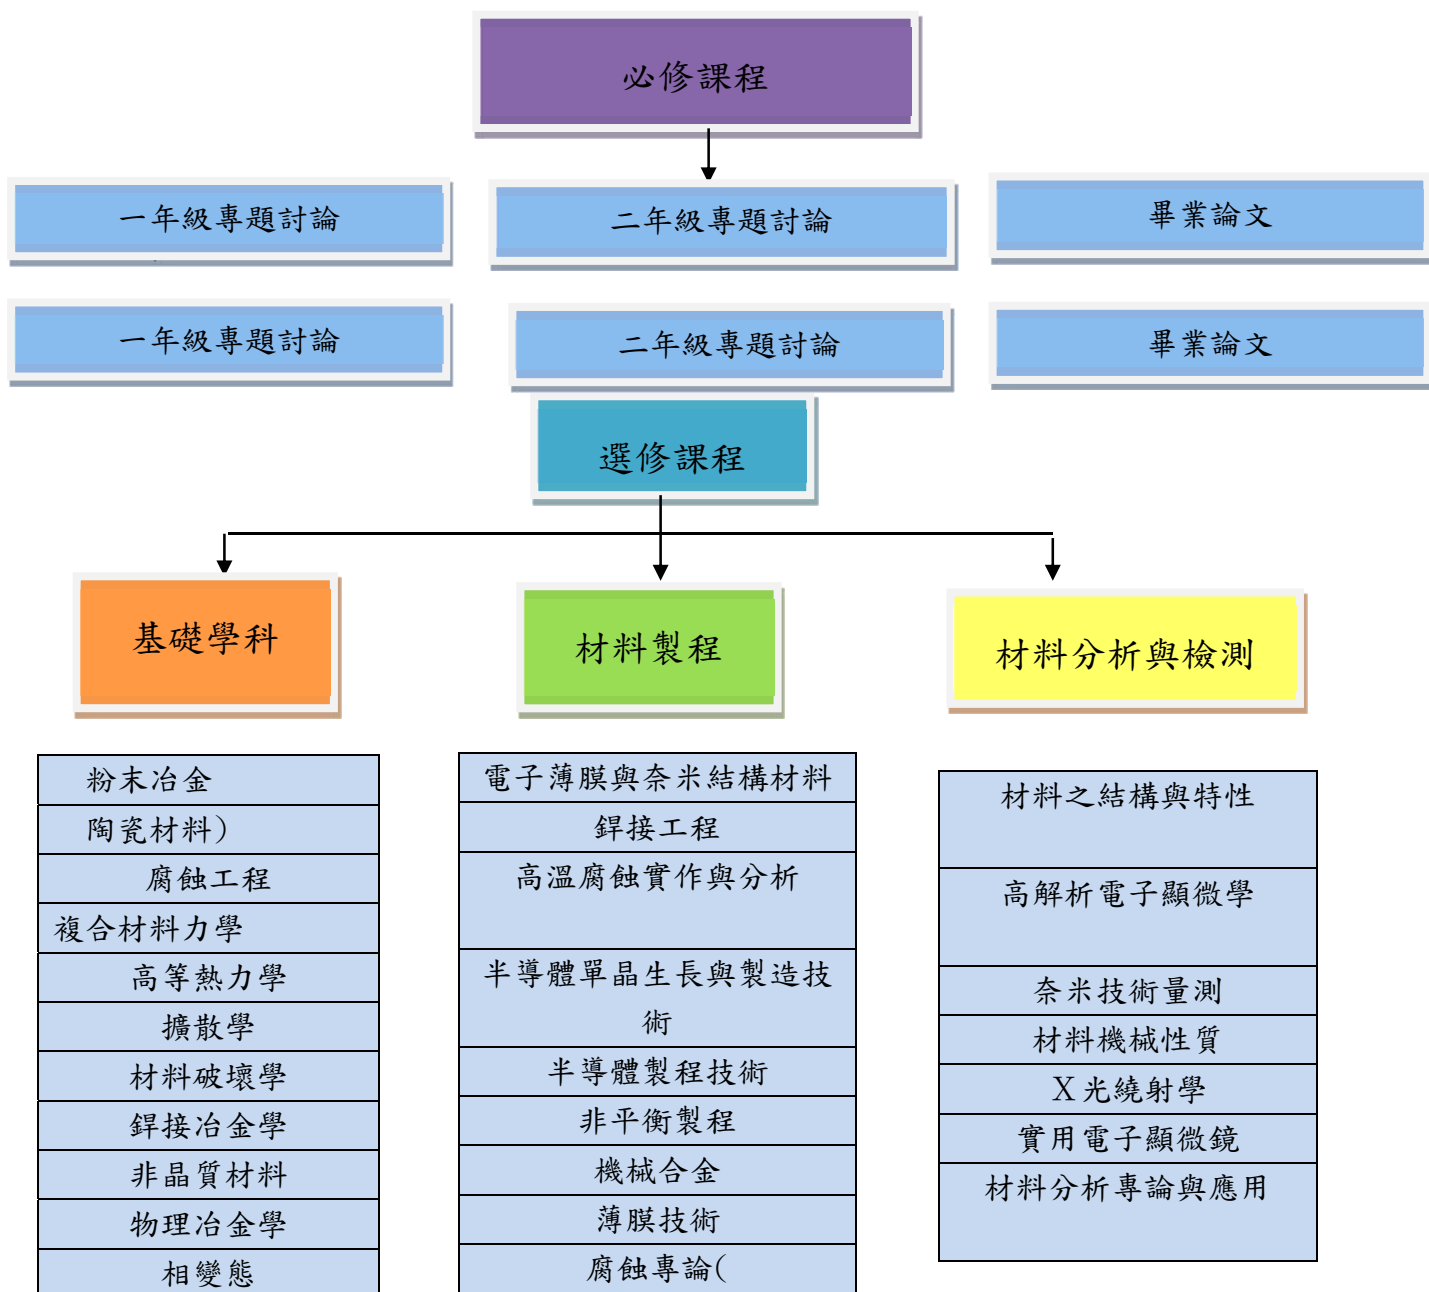 必修課程
一年級專題討論
二年級專題討論
畢業論文
一年級專題討論
二年級專題討論
畢業論文
選修課程
基礎學科
材料製程
材料分析與檢測
粉末冶金
陶瓷材料)
腐蝕工程
複合材料力學
高等熱力學
擴散學
材料破壞學
銲接冶金學
非晶質材料
物理冶金學
相變態
電子薄膜與奈米結構材料
銲接工程
高溫腐蝕實作與分析
半導體單晶生長與製造技
術
半導體製程技術
非平衡製程
機械合金
薄膜技術
腐蝕專論(
材料之結構與特性
高解析電子顯微學
奈米技術量測
材料機械性質
X光繞射學
實用電子顯微鏡
材料分析專論與應用